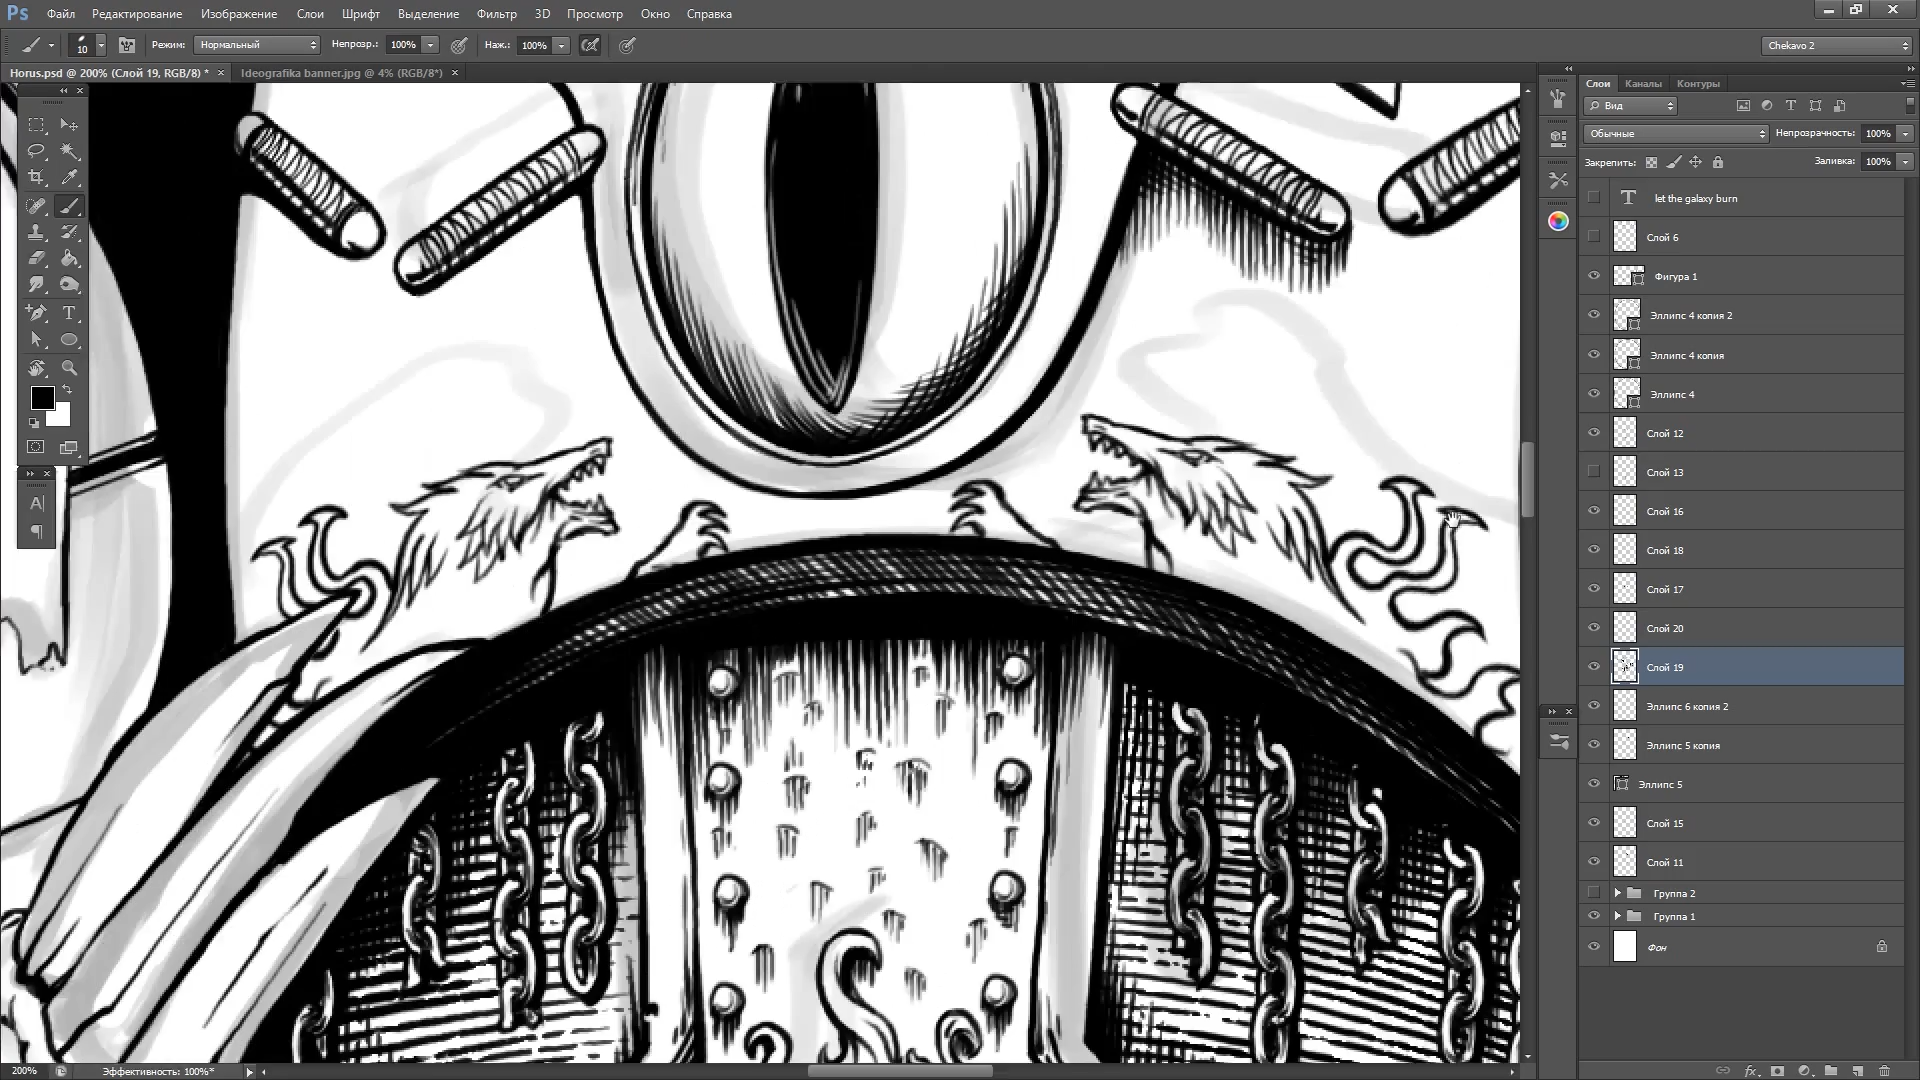 Ps Файл Редактирование Изображение Слои Шрифт Выделение Фильтр 3D Просмотр Окно Справка
10 Режим: Нормальный Непрозр.: 100% Наж.: 100% Chekavo 2
Horus.psd @ 200% (Слой 19, RGB/8) * × Ideografika banner.jpg @ 4% (RGB/8*) ×
Слои Каналы Контуры
Вид
Обычные Непрозрачность: 100%
Закрепить: Заливка: 100%
T let the galaxy burn
Слой 6
Фигура 1
Эллипс 4 копия 2
Эллипс 4 копия
Эллипс 4
Слой 12
Слой 13
Слой 16
Слой 18
Слой 17
Слой 20
Слой 19
Эллипс 6 копия 2
Эллипс 5 копия
Эллипс 5
Слой 15
Слой 11
Группа 2
Группа 1
Фон
200% Эффективность: 100%*